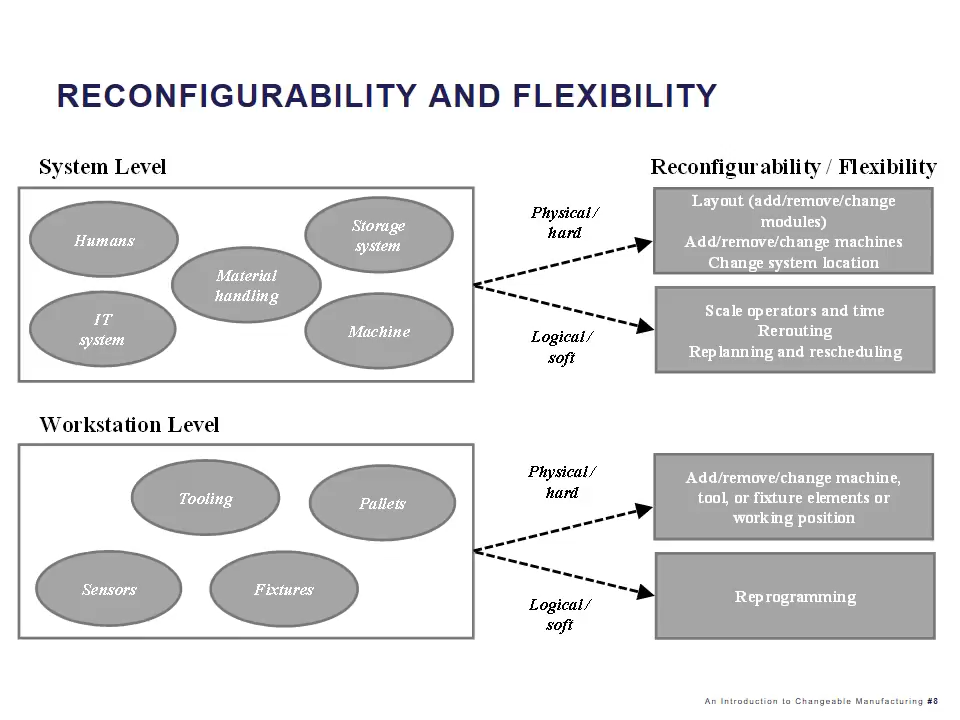 RECONFIGURABILITY AND FLEXIBILITY
System Level
Reconfigurability / Flexibility
Humans
Storage
system
Material
handling
IT
system
Machine
Physical /
hard
Logical /
soft
Layout (add/remove/change
modules)
Add/remove/change machines
Change system location
Scale operators and time
Rerouting
Replanning and rescheduling
Workstation Level
Tooling
Pallets
Sensors
Fixtures
Physical /
hard
Logical /
soft
Add/remove/change machine,
tool, or fixture elements or
working position
Reprogramming
An Introduction to Changeable Manufacturing #8